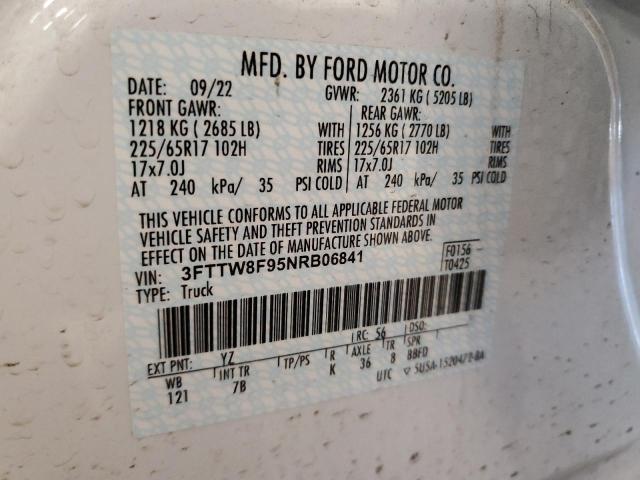 MFD. BY FORD MOTOR CO.
DATE: 09/22 GVWR: 2361 KG ( 5205 LB)
FRONT GAWR: REAR GAWR:
1218 KG ( 2685 LB) WITH 1256 KG ( 2770 LB) WITH
225/65R17 102H TIRES 225/65R17 102H TIRES
17x7.0J RIMS 17x7.0J RIMS
AT 240 kPa/ 35 PSI COLD AT 240 kPa/ 35 PSI COLD
THIS VEHICLE CONFORMS TO ALL APPLICABLE FEDERAL MOTOR
VEHICLE SAFETY AND THEFT PREVENTION STANDARDS IN
EFFECT ON THE DATE OF MANUFACTURE SHOWN ABOVE.
VIN: 3FTTW8F95NRB06841 F0156
TYPE: Truck T0425
EXT PNT: YZ RC: 56 DSO:
WB INT TR TP/PS R AXLE TR SPR
121 7B K 36 8 BBFD
UTC